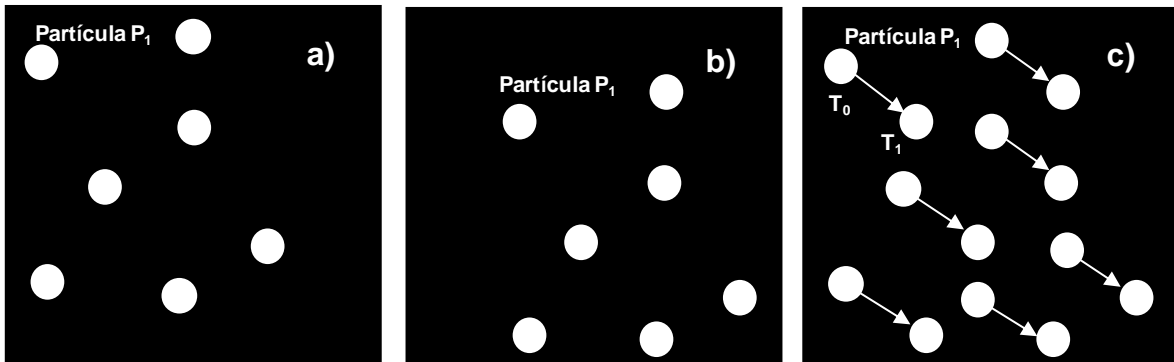 Partícula P₁
a)
Partícula P₁
b)
Partícula P₁
c)
T₀
T₁